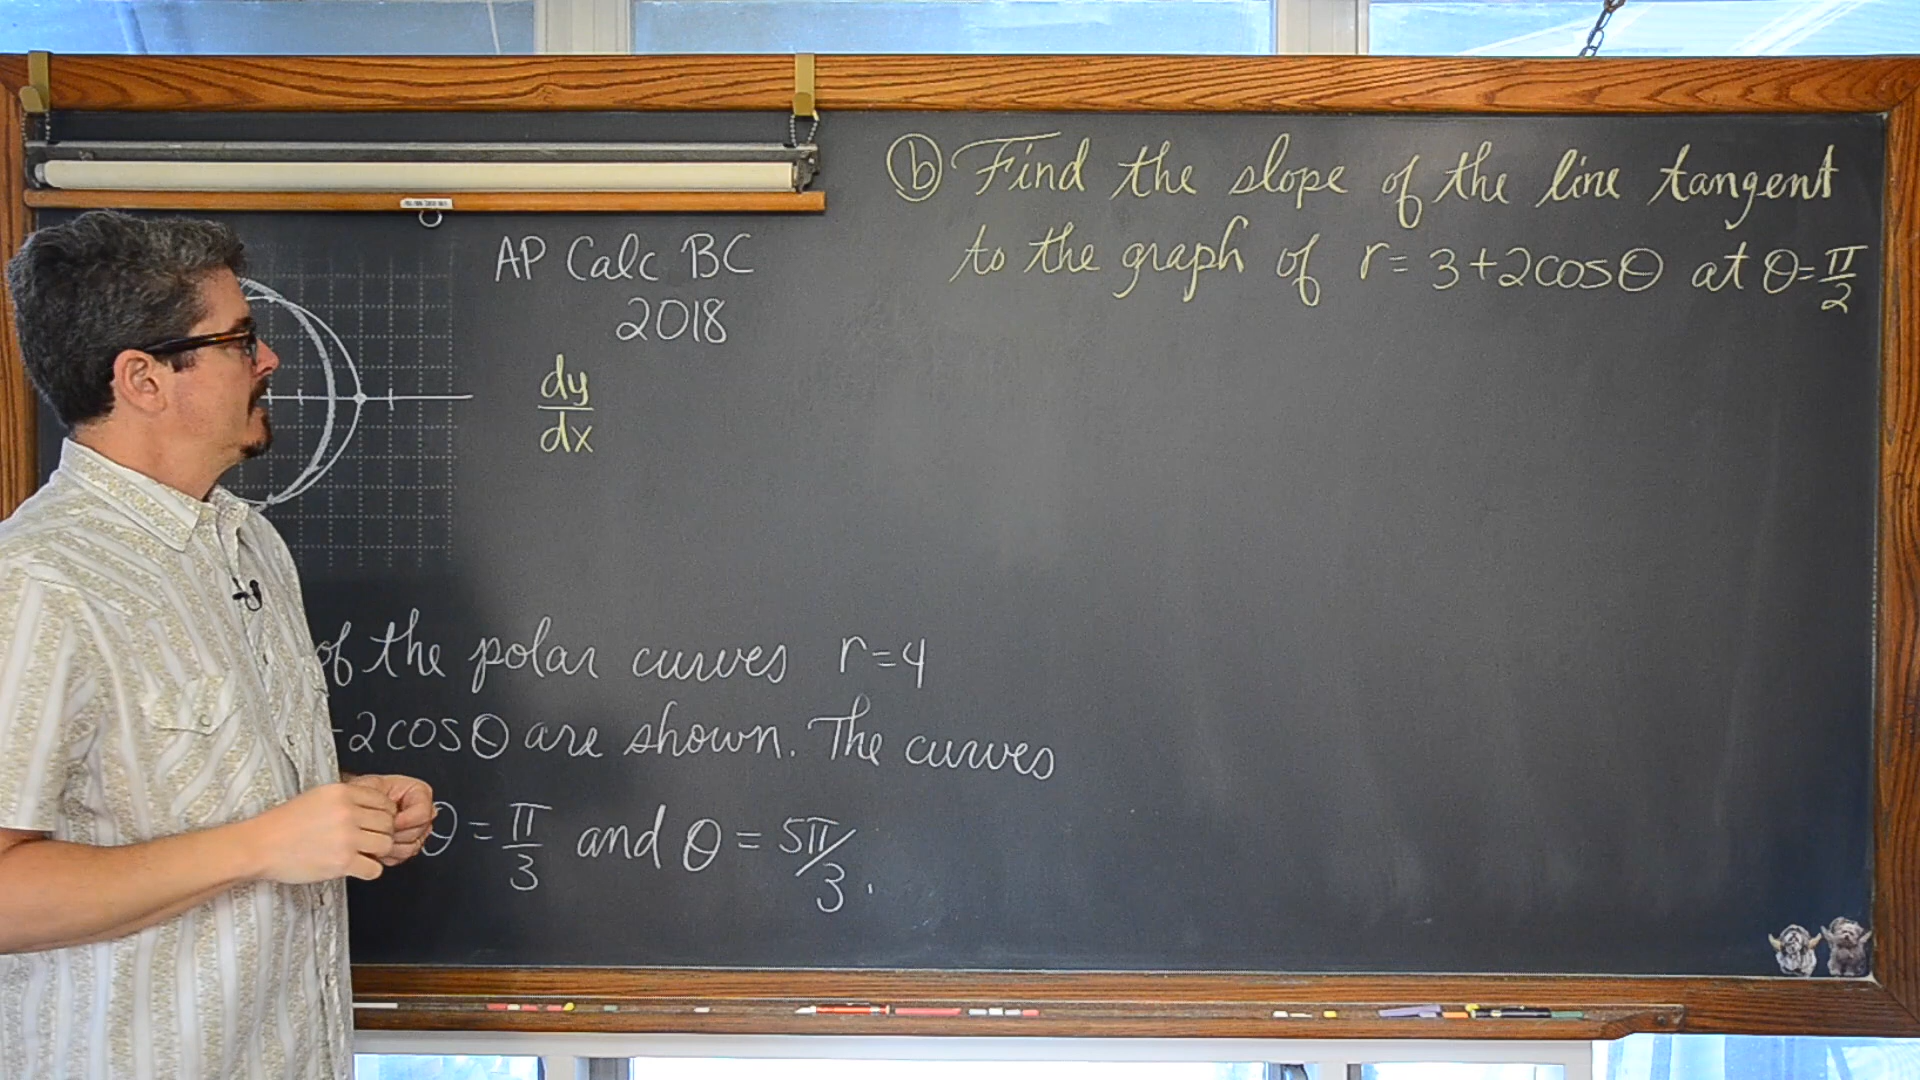 ⓑ Find the slope of the line tangent
to the graph of r = 3+2cosθ at θ=π/2
AP Calc BC
2018
dy/dx
of the polar curves r=4
-2cosθ are shown. The curves
θ = π/3 and θ = 5π/3.